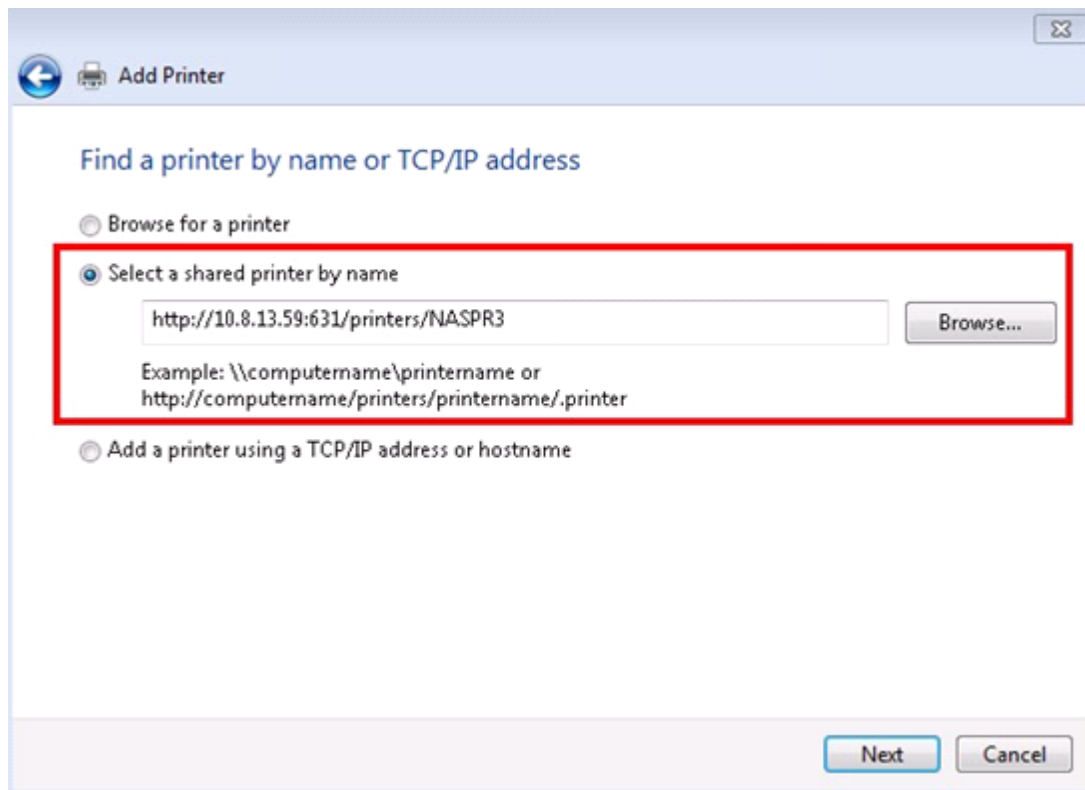 Add Printer
Find a printer by name or TCP/IP address
Browse for a printer
Select a shared printer by name
http://10.8.13.59:631/printers/NASPR3
Browse...
Example: \\computername\printername or
http://computername/printers/printername/.printer
Add a printer using a TCP/IP address or hostname
Next
Cancel